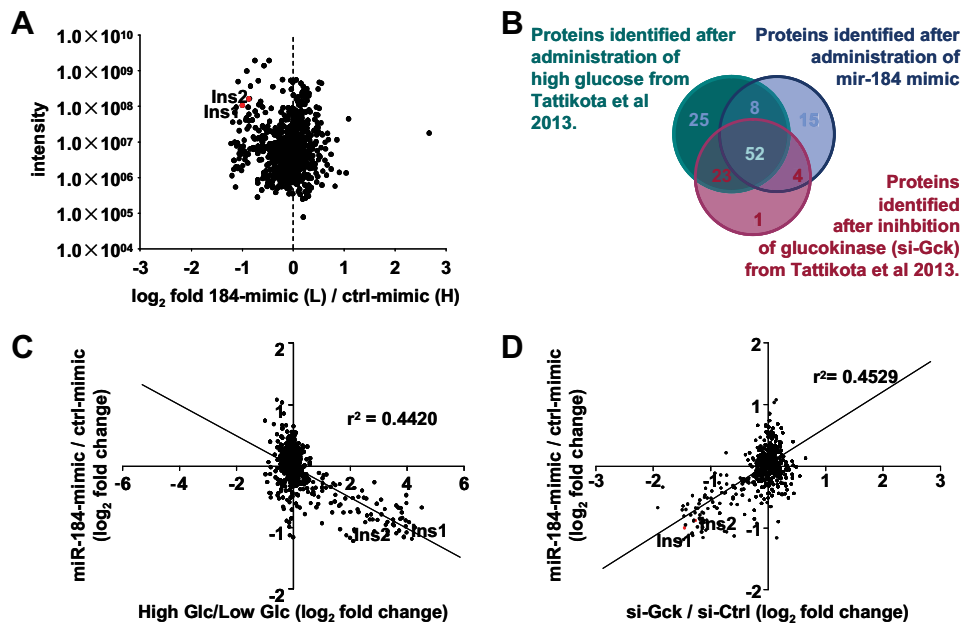 A
1.0×10^10
1.0×10^09
1.0×10^08
1.0×10^07
1.0×10^06
1.0×10^05
1.0×10^04
intensity
Ins2
Ins1
-3 -2 -1 0 1 2 3
log2 fold 184-mimic (L) / ctrl-mimic (H)
B
Proteins identified after
administration of
high glucose from
Tattikota et al
2013.
Proteins identified after
administration of
mir-184 mimic
25
8
15
52
23
4
1
Proteins
identified
after inihbition
of glucokinase (si-Gck)
from Tattikota et al 2013.
C
miR-184-mimic / ctrl-mimic
(log2 fold change)
2
1
-1
-2
r2 = 0.4420
-6 -4 -2 0 2 4 6
Ins2
Ins1
High Glc/Low Glc (log2 fold change)
D
miR-184-mimic / ctrl-mimic
(log2 fold change)
2
1
-1
-2
r2= 0.4529
-3 -2 -1 0 1 2 3
Ins2
Ins1
si-Gck / si-Ctrl (log2 fold change)